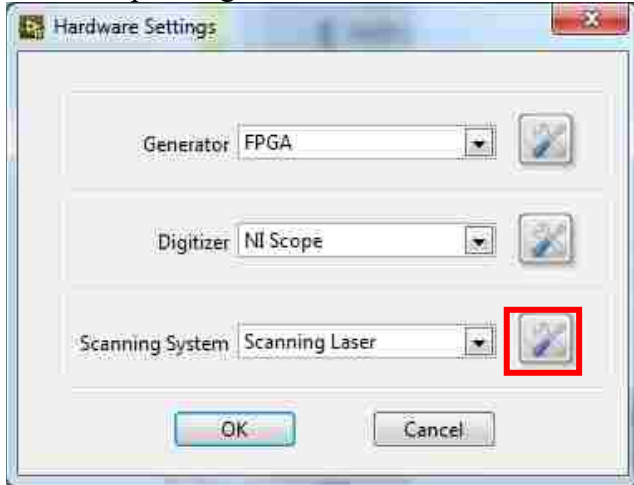 Hardware Settings
Generator FPGA
Digitizer NI Scope
Scanning System Scanning Laser
OK Cancel